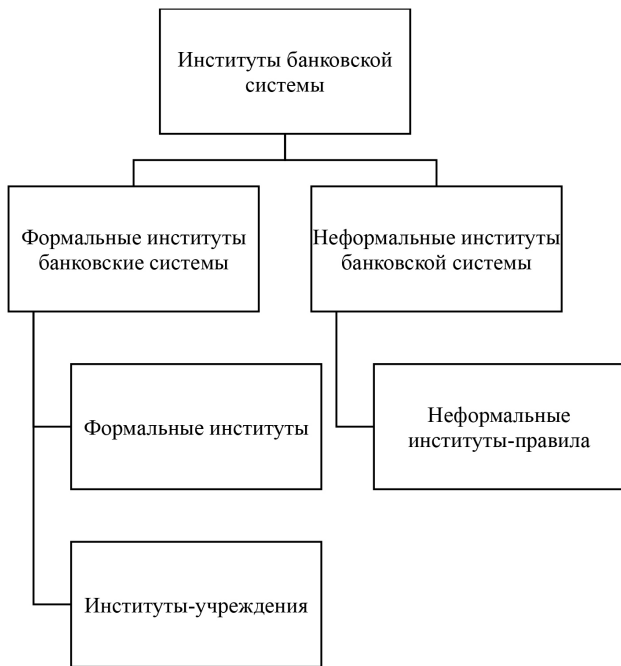 Институты банковской
системы
Формальные институты
банковские системы
Неформальные институты
банковской системы
Формальные институты
Неформальные
институты-правила
Институты-учреждения